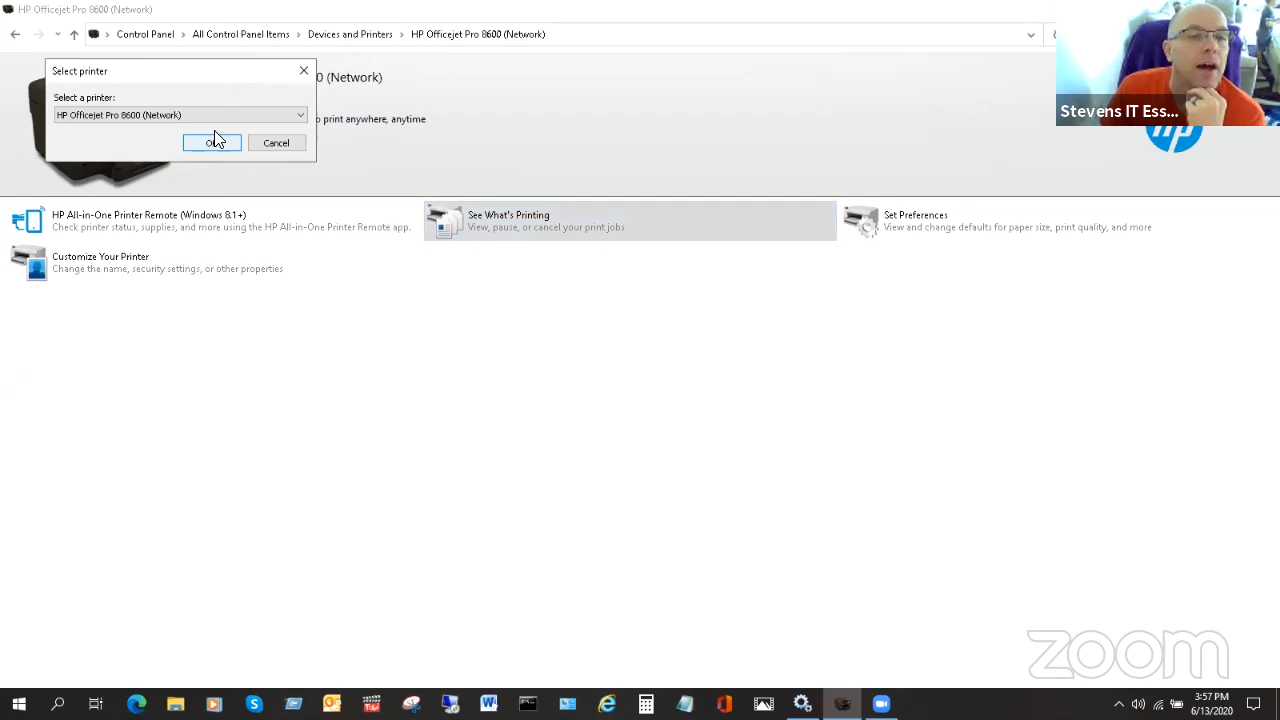 HP Officejet Pro 8600 (Network)
Control Panel > All Control Panel Items > Devices and Printers > HP Officejet Pro 8600 (Network)
Select printer
0 (Network)
Select a printer:
HP Officejet Pro 8600 (Network)
o print anywhere, anytime
Cancel
Stevens IT Ess...
hp
HP All-in-One Printer Remote (Windows 8.1+)
Check printer status, supplies, and more using the HP All-in-One Printer Remote app.
See What's Printing
View, pause, or cancel your print jobs
Set Preferences
View and change defaults for paper size, print quality, and more
Customize Your Printer
Change the name, security settings, or other properties
zoom
3:57 PM
6/13/2020